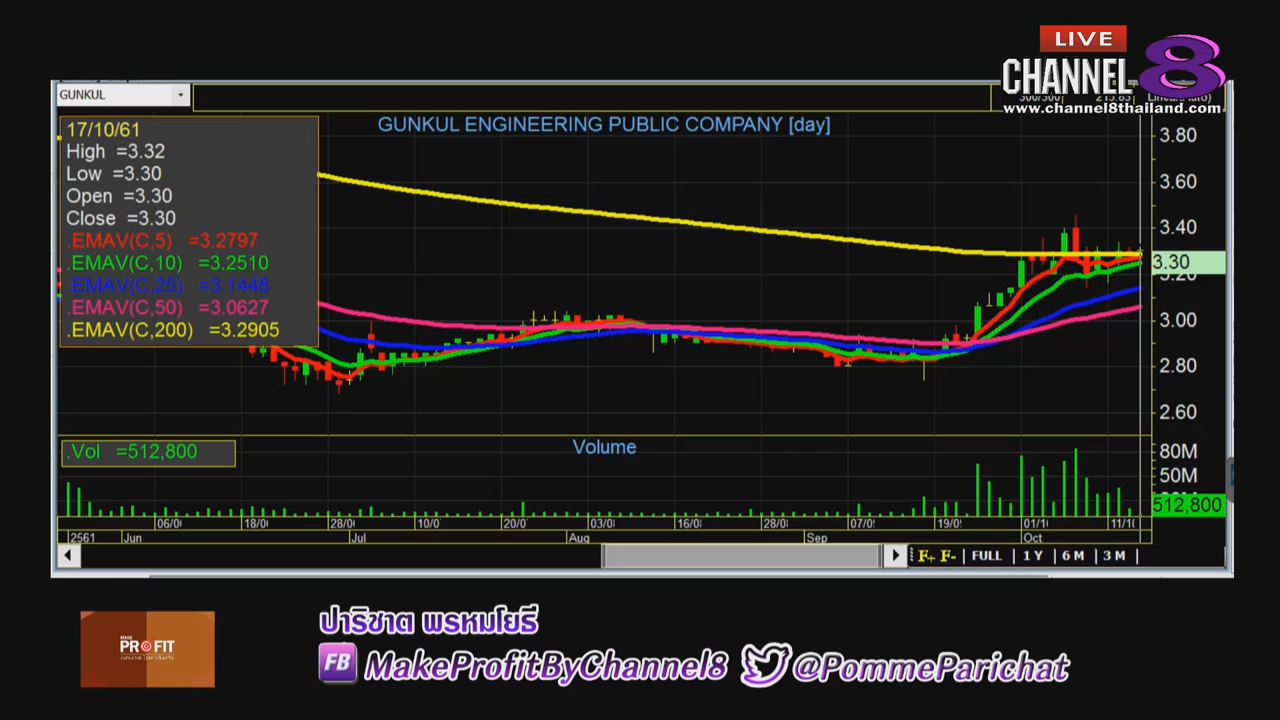 LIVE
CHANNEL 8
www.channel8thailand.com
GUNKUL
GUNKUL ENGINEERING PUBLIC COMPANY [day]
17/10/61
High =3.32
Low =3.30
Open =3.30
Close =3.30
.EMAV(C,5) =3.2797
.EMAV(C,10) =3.2510
.EMAV(C,25) =3.1448
.EMAV(C,50) =3.0627
.EMAV(C,200) =3.2905
3.80
3.60
3.40
3.30
3.20
3.00
2.80
2.60
.Vol =512,800
Volume
80M
50M
512,800
06/0 18/0 28/0 10/0 20/0 03/0 16/0 28/0 07/0 19/0 01/1 11/10
2561 Jun Jul Aug Sep Oct
F+ F- FULL 1 Y 6 M 3 M
MAKE
PROFIT
ปาริชาต พรหมโยธี
FB MakeProfitByChannel8 @PommeParichat